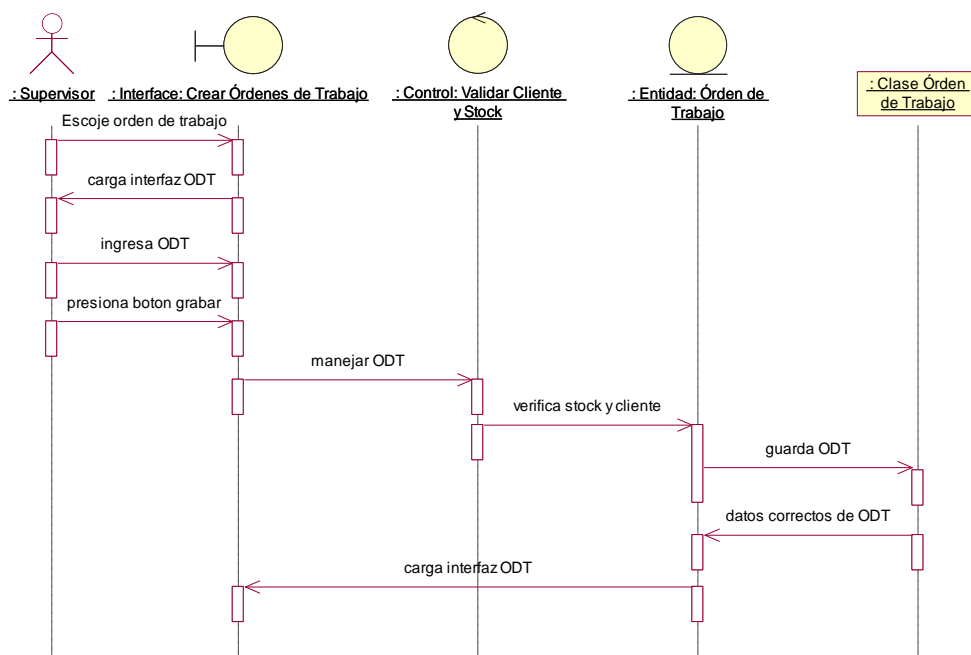 : Supervisor
: Interface: Crear Órdenes de Trabajo
: Control: Validar Cliente
y Stock
: Entidad: Órden de
Trabajo
: Clase Órden
de Trabajo
Escoje orden de trabajo
carga interfaz ODT
ingresa ODT
presiona boton grabar
manejar ODT
verifica stock y cliente
guarda ODT
datos correctos de ODT
carga interfaz ODT